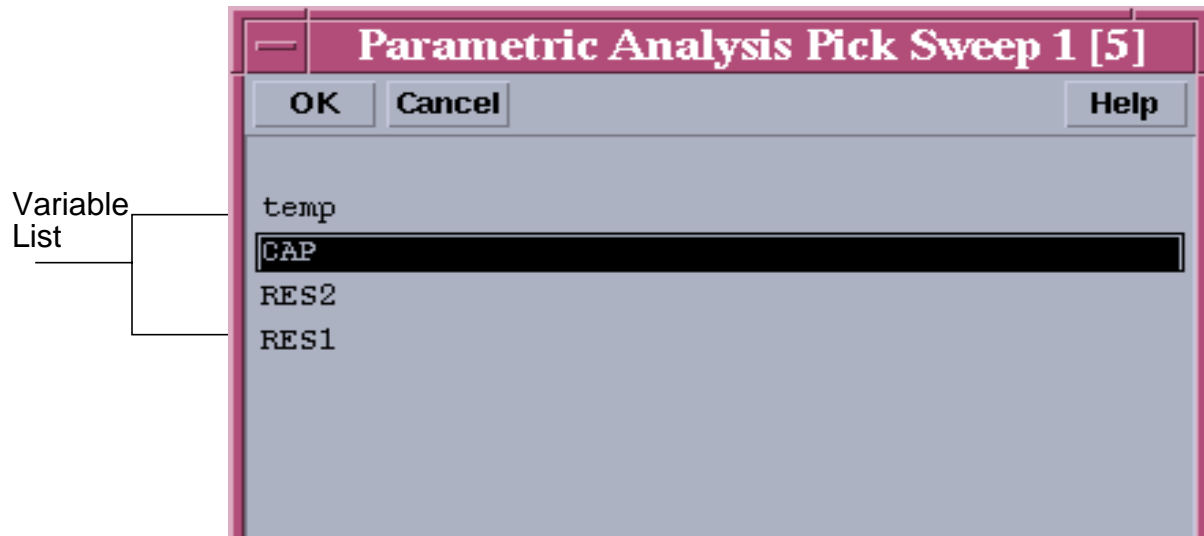 Parametric Analysis Pick Sweep 1 [5]
OK Cancel Help
Variable
List
temp
CAP
RES2
RES1